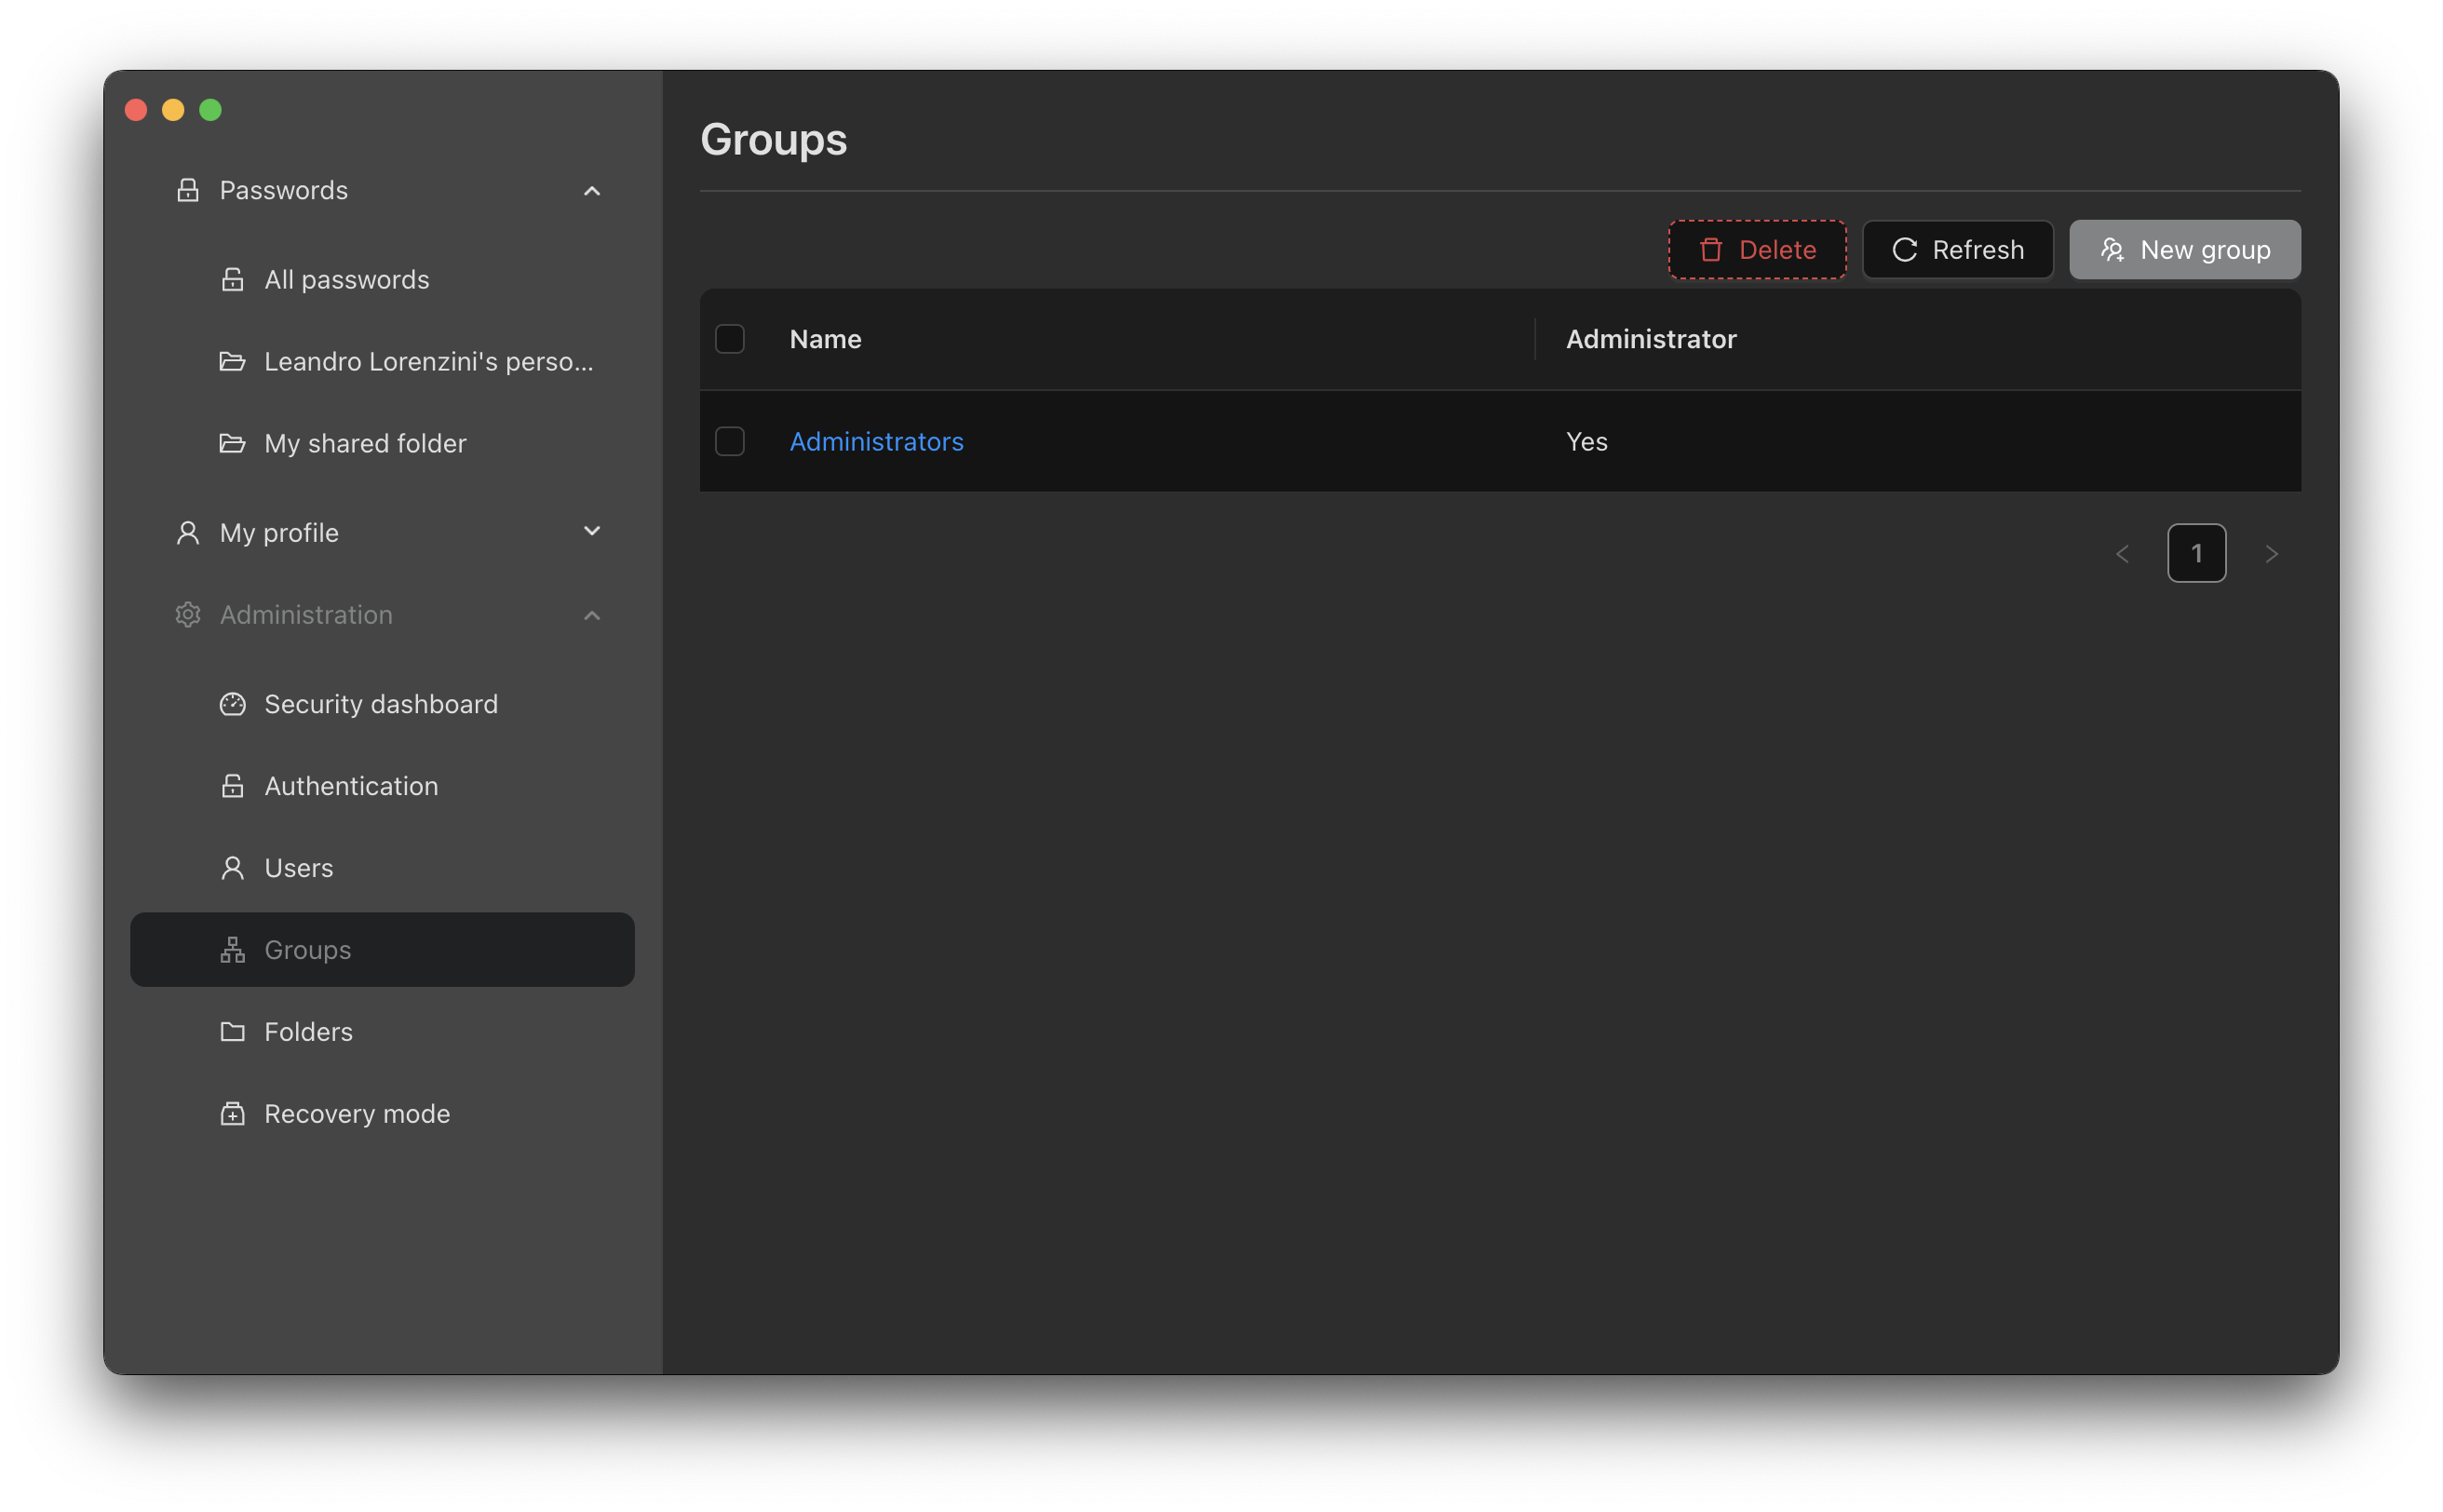 Passwords
All passwords
Leandro Lorenzini's perso...
My shared folder
My profile
Administration
Security dashboard
Authentication
Users
Groups
Folders
Recovery mode
Groups
Delete
Refresh
New group
Name
Administrator
Administrators
Yes
1